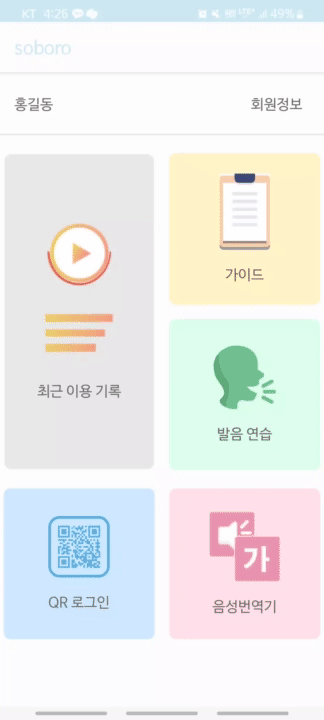 KT 4:26 49%
soboro
홍길동 회원정보
가이드
최근 이용 기록
발음 연습
QR 로그인
가
음성번역기